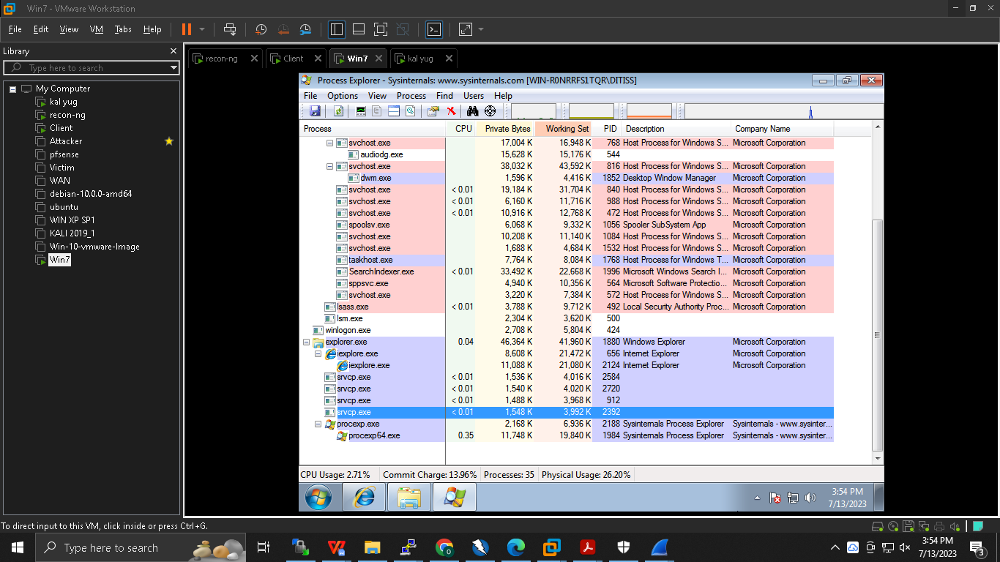 Win7 - VMware Workstation
File Edit View VM Tabs Help
Library
Type here to search
My Computer
kal yug
recon-ng
Client
Attacker
pfsense
Victim
WAN
debian-10.0.0-amd64
ubuntu
WIN XP SP1
KALI 2019_1
Win-10-vmware-Image
Win7
recon-ng Client Win7 kal yug
Process Explorer - Sysinternals: www.sysinternals.com [WIN-R0NRRFS1TQR\DITISS]
File Options View Process Find Users Help
Process CPU Private Bytes Working Set PID Description Company Name
svchost.exe 17,004 K 16,948 K 768 Host Process for Windows S... Microsoft Corporation
audiodg.exe 15,628 K 15,176 K 544
svchost.exe 38,032 K 43,592 K 816 Host Process for Windows S... Microsoft Corporation
dwm.exe 1,596 K 4,416 K 1852 Desktop Window Manager Microsoft Corporation
svchost.exe < 0.01 19,184 K 31,704 K 840 Host Process for Windows S... Microsoft Corporation
svchost.exe < 0.01 6,160 K 11,716 K 988 Host Process for Windows S... Microsoft Corporation
svchost.exe < 0.01 10,916 K 12,768 K 472 Host Process for Windows S... Microsoft Corporation
spoolsv.exe 6,068 K 9,332 K 1056 Spooler SubSystem App Microsoft Corporation
svchost.exe 10,208 K 11,140 K 1084 Host Process for Windows S... Microsoft Corporation
svchost.exe 1,688 K 4,684 K 1532 Host Process for Windows S... Microsoft Corporation
taskhost.exe 7,764 K 8,084 K 1768 Host Process for Windows T... Microsoft Corporation
SearchIndexer.exe < 0.01 33,492 K 22,668 K 1996 Microsoft Windows Search I... Microsoft Corporation
sppsvc.exe 4,940 K 10,356 K 564 Microsoft Software Protectio... Microsoft Corporation
svchost.exe 3,220 K 7,384 K 572 Host Process for Windows S... Microsoft Corporation
lsass.exe < 0.01 3,788 K 9,712 K 492 Local Security Authority Proc... Microsoft Corporation
lsm.exe 2,304 K 3,620 K 500
winlogon.exe 2,708 K 5,804 K 424
explorer.exe 0.04 46,364 K 41,960 K 1880 Windows Explorer Microsoft Corporation
iexplore.exe 8,608 K 21,472 K 656 Internet Explorer Microsoft Corporation
iexplore.exe 11,088 K 21,080 K 2124 Internet Explorer Microsoft Corporation
srvcp.exe < 0.01 1,536 K 4,016 K 2584
srvcp.exe < 0.01 1,540 K 4,020 K 2720
srvcp.exe < 0.01 1,488 K 3,968 K 912
srvcp.exe < 0.01 1,548 K 3,992 K 2392
procexp.exe 2,168 K 6,936 K 2188 Sysinternals Process Explorer Sysinternals - www.sysinter...
procexp64.exe 0.35 11,748 K 19,840 K 1984 Sysinternals Process Explorer Sysinternals - www.sysinter...
CPU Usage: 2.71% Commit Charge: 13.96% Processes: 35 Physical Usage: 26.20%
3:54 PM
7/13/2023
To direct input to this VM, click inside or press Ctrl+G.
Type here to search
3:54 PM
7/13/2023
3